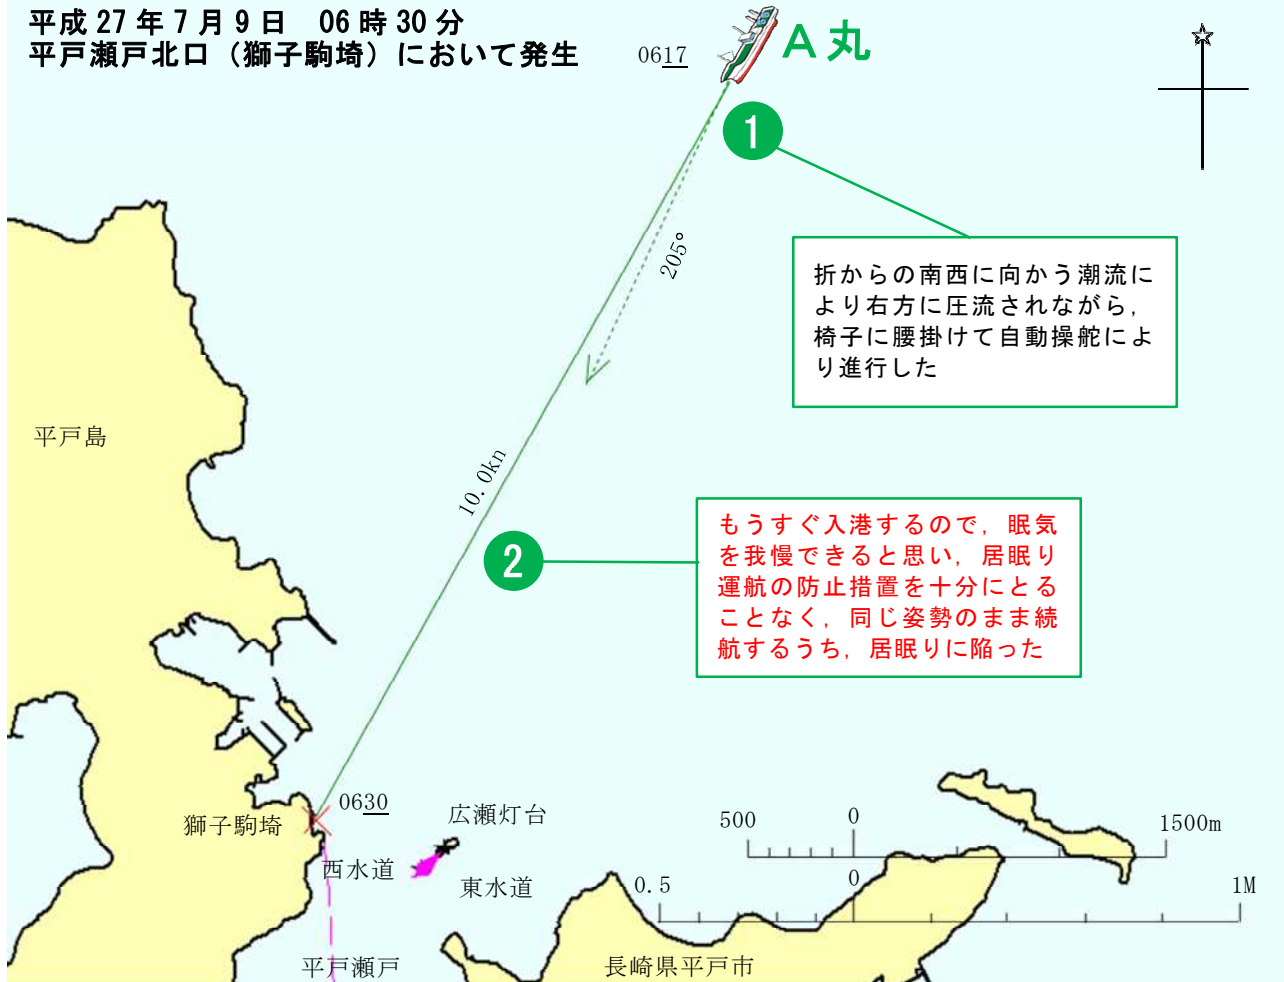 平成27年7月9日　06時30分
平戸瀬戸北口（獅子駒埼）において発生
0617
A丸
1
205°
折からの南西に向かう潮流に
より右方に圧流されながら，
椅子に腰掛けて自動操舵によ
り進行した
平戸島
10.0kn
2
もうすぐ入港するので，眠気
を我慢できると思い，居眠り
運航の防止措置を十分にとる
ことなく，同じ姿勢のまま続
航するうち，居眠りに陥った
0630
獅子駒埼
広瀬灯台
500 0 1500m
西水道
東水道
0.5 0 1M
平戸瀬戸
長崎県平戸市